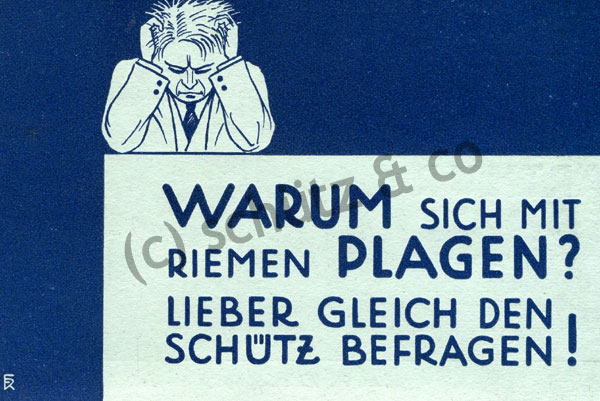 WARUM SICH MIT
RIEMEN PLAGEN?
LIEBER GLEICH DEN
SCHÜTZ BEFRAGEN!
(c) schütz & co